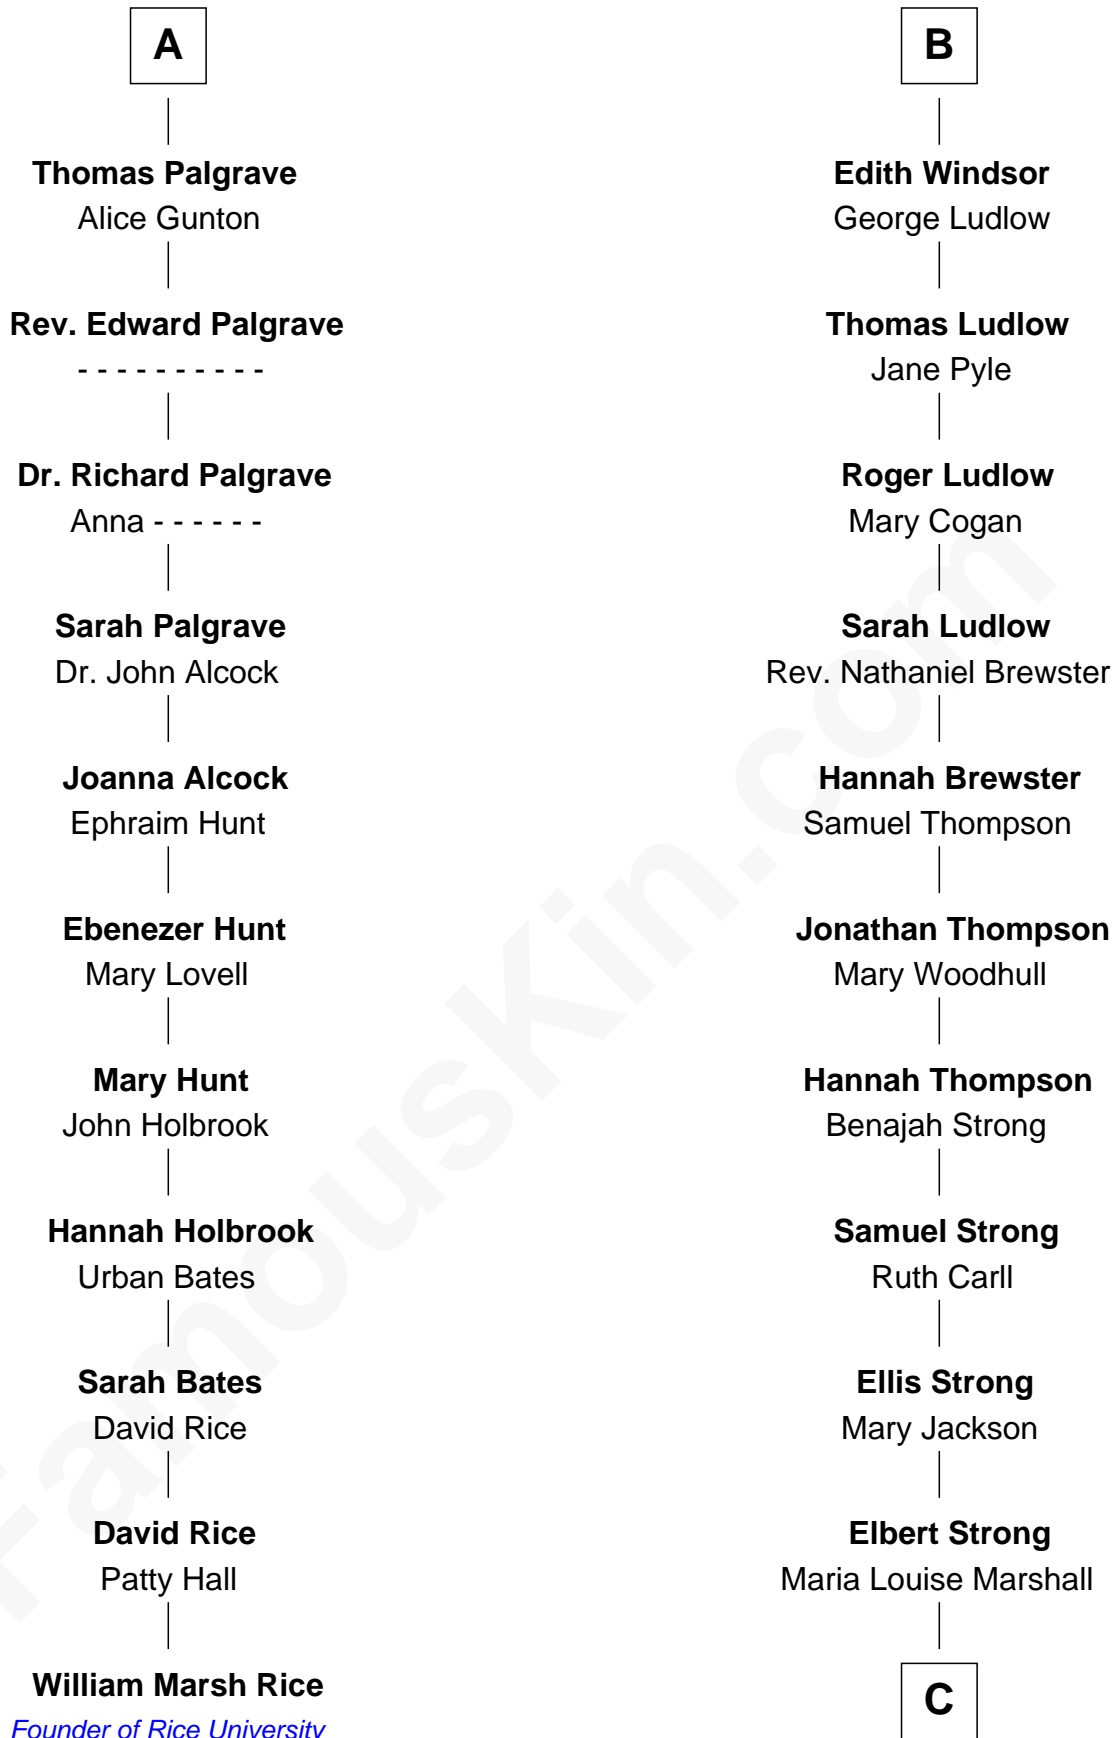 A
Thomas Palgrave
Alice Gunton
Rev. Edward Palgrave
- - - - - - - - - -
Dr. Richard Palgrave
Anna - - - - - -
Sarah Palgrave
Dr. John Alcock
Joanna Alcock
Ephraim Hunt
Ebenezer Hunt
Mary Lovell
Mary Hunt
John Holbrook
Hannah Holbrook
Urban Bates
Sarah Bates
David Rice
David Rice
Patty Hall
William Marsh Rice
Founder of Rice University
B
Edith Windsor
George Ludlow
Thomas Ludlow
Jane Pyle
Roger Ludlow
Mary Cogan
Sarah Ludlow
Rev. Nathaniel Brewster
Hannah Brewster
Samuel Thompson
Jonathan Thompson
Mary Woodhull
Hannah Thompson
Benajah Strong
Samuel Strong
Ruth Carll
Ellis Strong
Mary Jackson
Elbert Strong
Maria Louise Marshall
C
FamousKin.com